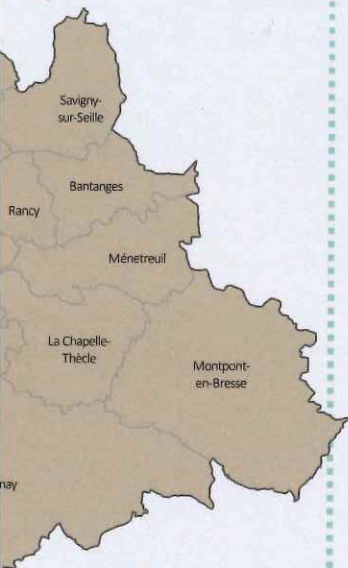 Savigny-
sur-Seille
Bantanges
Rancy
Ménetreuil
La Chapelle-
Thècle
Montpont-
en-Bresse
nay